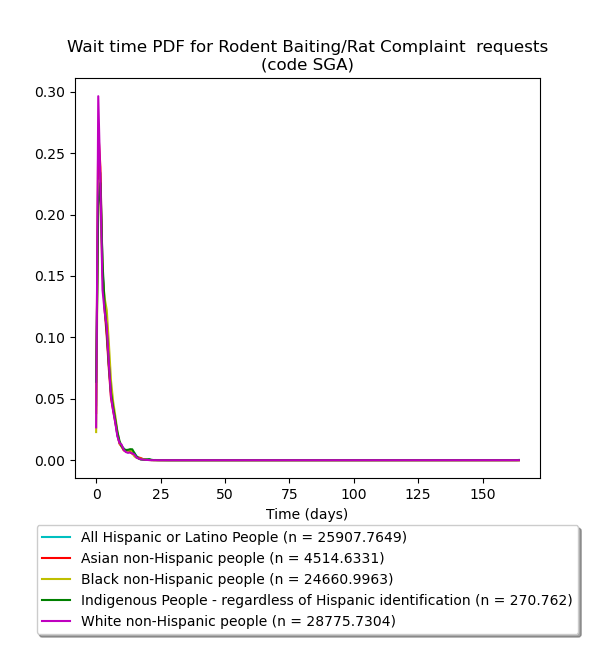 Wait time PDF for Rodent Baiting/Rat Complaint  requests
(code SGA)
0.30
0.25
0.20
0.15
0.10
0.05
0.00
0 25 50 75 100 125 150
Time (days)
All Hispanic or Latino People (n = 25907.7649)
Asian non-Hispanic people (n = 4514.6331)
Black non-Hispanic people (n = 24660.9963)
Indigenous People - regardless of Hispanic identification (n = 270.762)
White non-Hispanic people (n = 28775.7304)